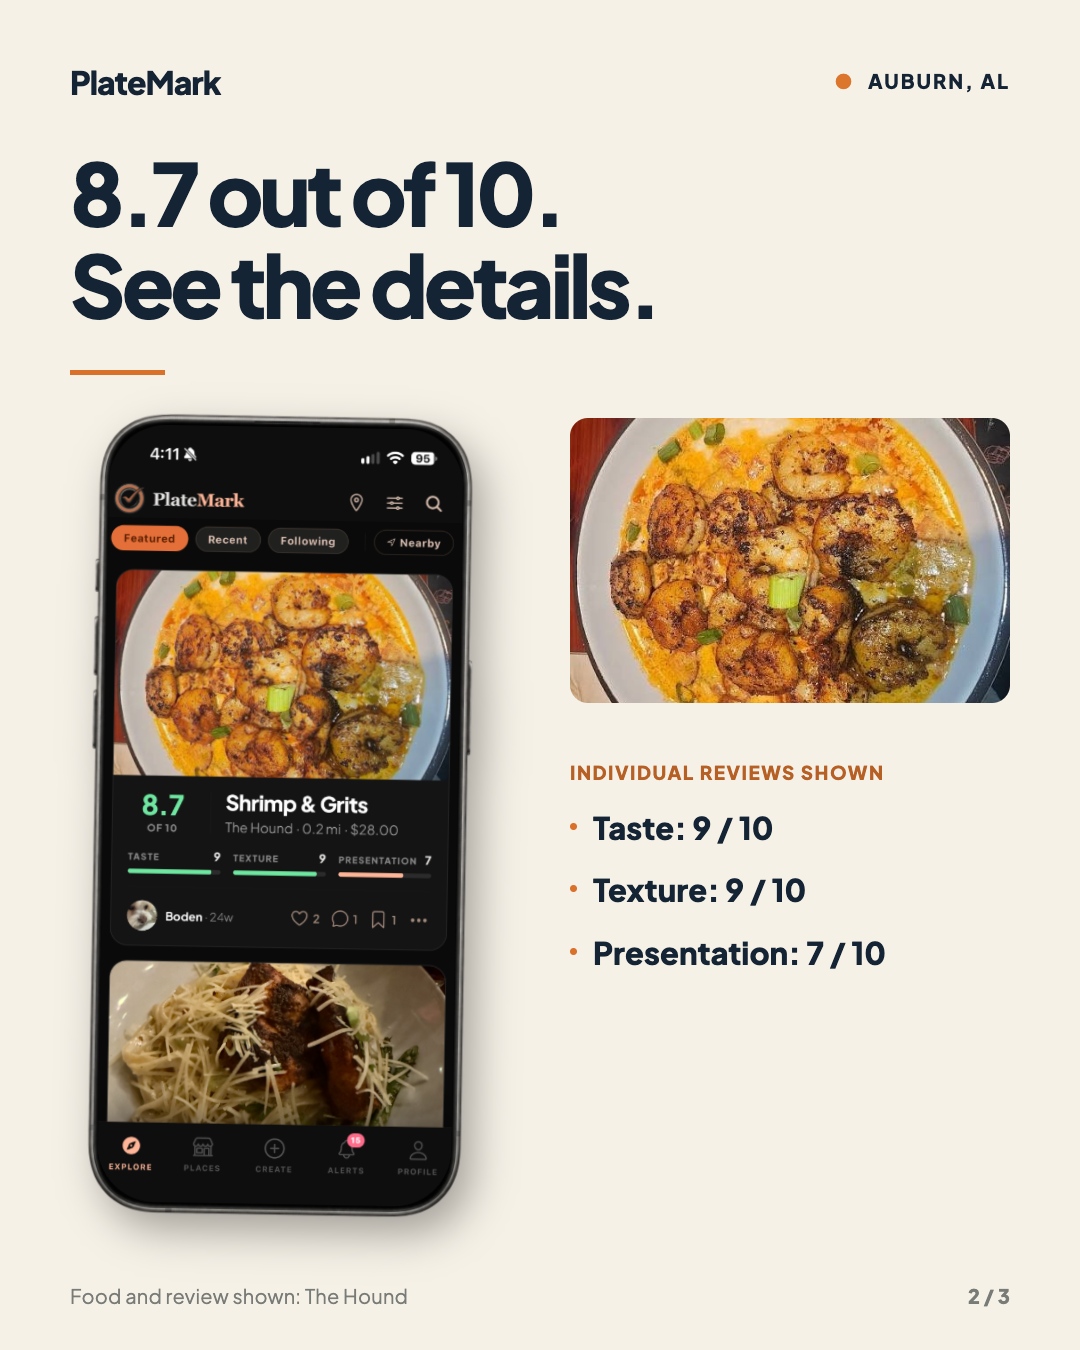 PlateMark
AUBURN, AL
8.7 out of 10.
See the details.
4:11
95
PlateMark
Featured
Recent
Following
Nearby
8.7
OF 10
Shrimp & Grits
The Hound · 0.2 mi · $28.00
TASTE 9
TEXTURE 9
PRESENTATION 7
Boden · 24w
2
1
1
EXPLORE
PLACES
CREATE
15
ALERTS
PROFILE
INDIVIDUAL REVIEWS SHOWN
• Taste: 9 / 10
• Texture: 9 / 10
• Presentation: 7 / 10
Food and review shown: The Hound
2 / 3